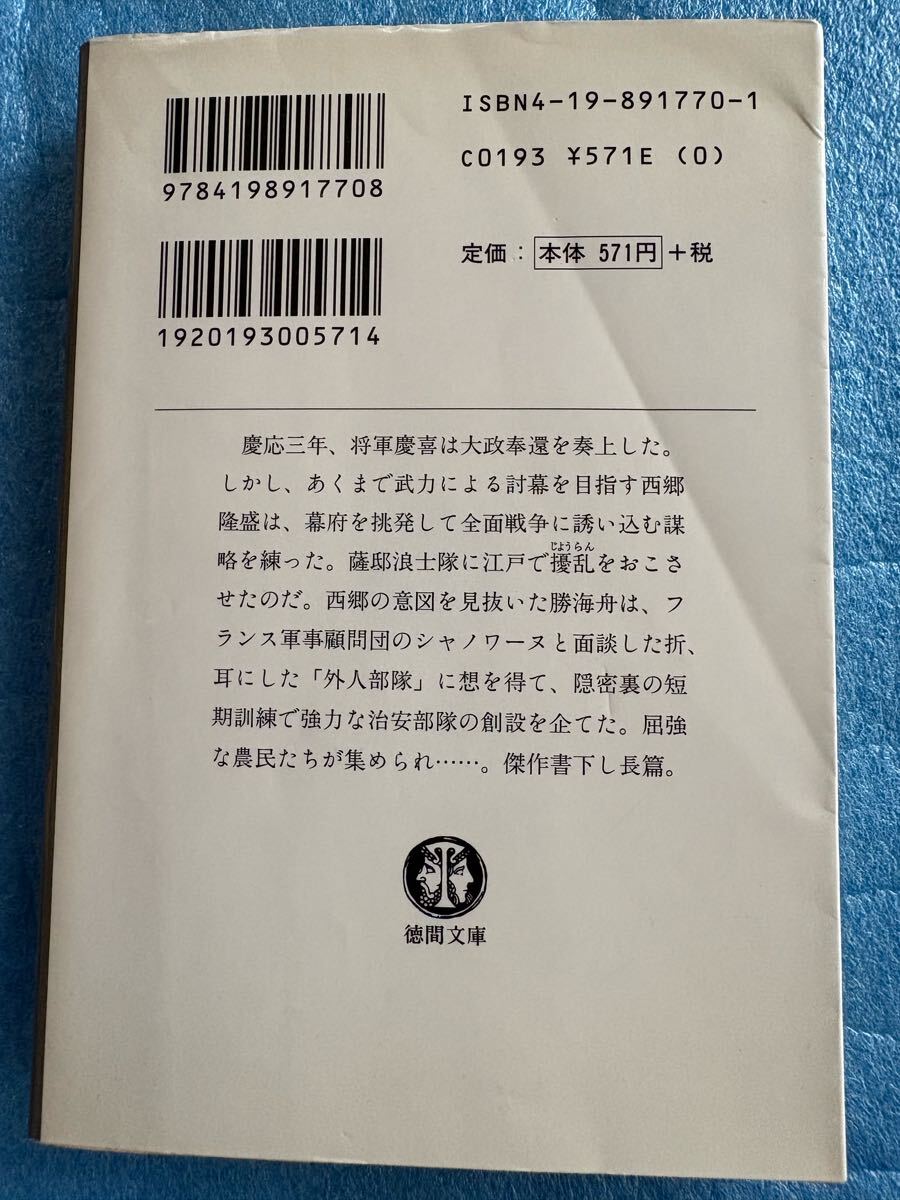 ISBN4-19-891770-1
9784198917708
C0193 ¥571E (0)
定価：本体 571円+税
1920193005714
慶応三年、将軍慶喜は大政奉還を奏上した。
しかし、あくまで武力による討幕を目指す西郷
隆盛は、幕府を挑発して全面戦争に誘い込む謀
じようらん
略を練った。薩邸浪士隊に江戸で擾乱をおこさ
せたのだ。西郷の意図を見抜いた勝海舟は、フ
ランス軍事顧問団のシャノワーヌと面談した折、
耳にした「外人部隊」に想を得て、隠密裏の短
期訓練で強力な治安部隊の創設を企てた。屈強
な農民たちが集められ……。傑作書下し長篇。
徳間文庫